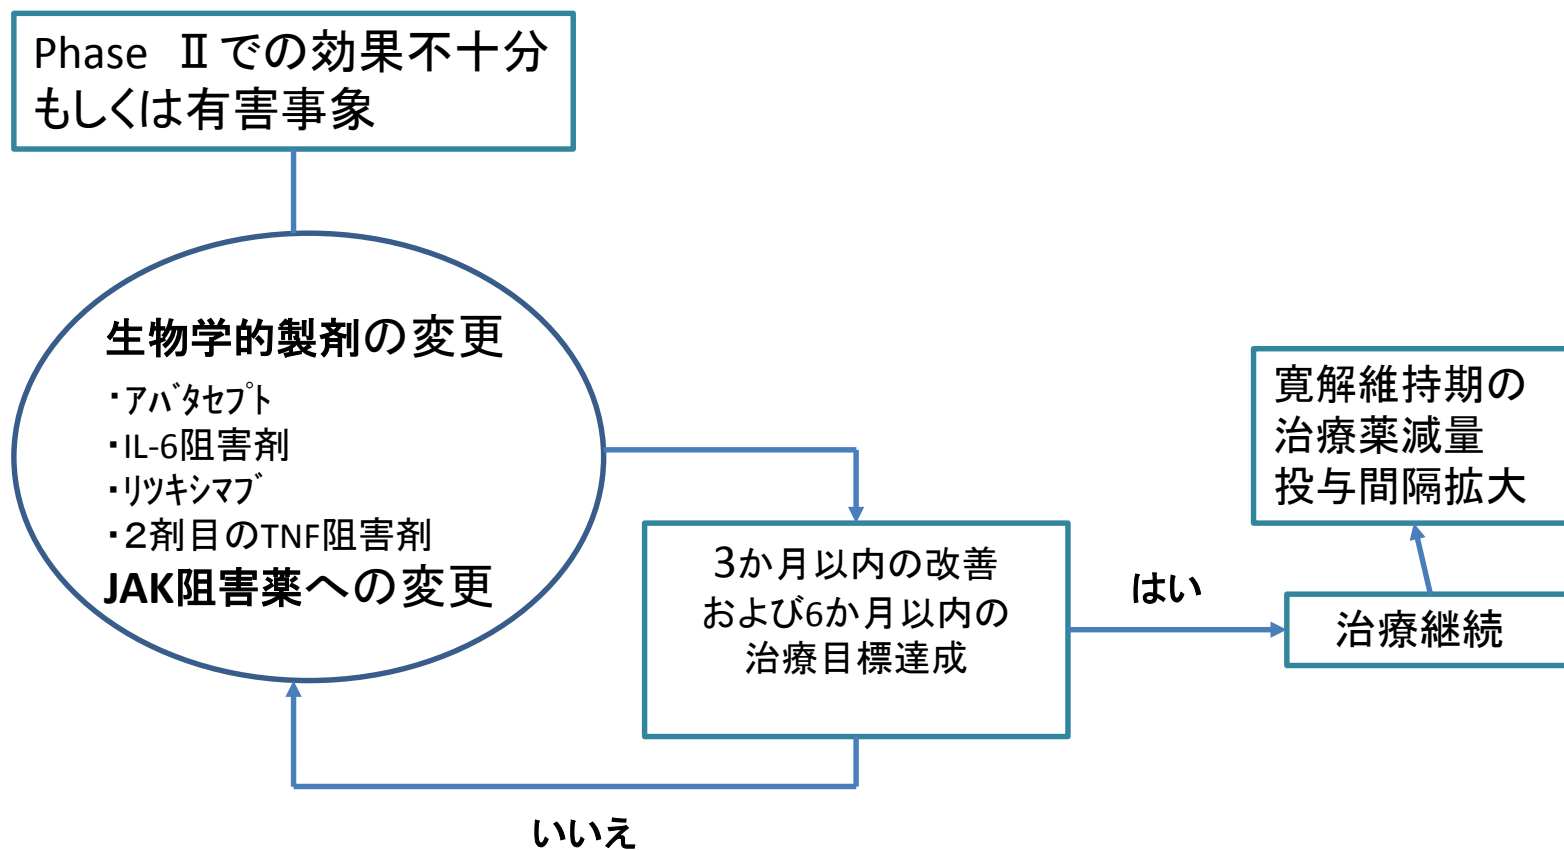 Phase Ⅱでの効果不十分
もしくは有害事象
生物学的製剤の変更
・アバタセプト
・IL-6阻害剤
・リツキシマブ
・２剤目のTNF阻害剤
JAK阻害薬への変更
3か月以内の改善
および6か月以内の
治療目標達成
はい
いいえ
治療継続
寛解維持期の
治療薬減量
投与間隔拡大